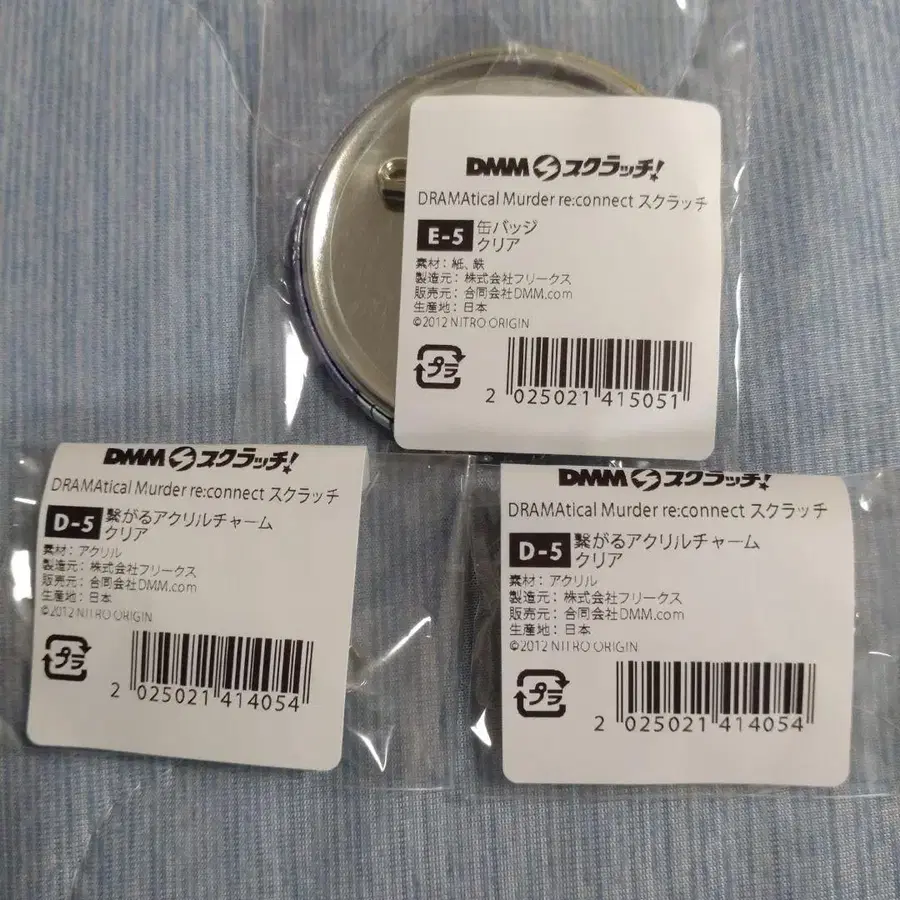 DMM スクラッチ!
DRAMAtical Murder re:connect スクラッチ
E-5 缶バッジ
クリア
素材：紙、鉄
製造元：株式会社フリークス
販売元：合同会社DMM.com
生産地：日本
©2012 NITRO ORIGIN
プラ
2 025021 415051
DMM スクラッチ!
DRAMAtical Murder re:connect スクラッチ
D-5 繋がるアクリルチャーム
クリア
素材：アクリル
製造元：株式会社フリークス
販売元：合同会社DMM.com
生産地：日本
©2012 NITRO ORIGIN
プラ
2 025021 414054
DMM スクラッチ!
DRAMAtical Murder re:connect スクラッチ
D-5 繋がるアクリルチャーム
クリア
素材：アクリル
製造元：株式会社フリークス
販売元：合同会社DMM.com
生産地：日本
©2012 NITRO ORIGIN
プラ
2 025021 414054